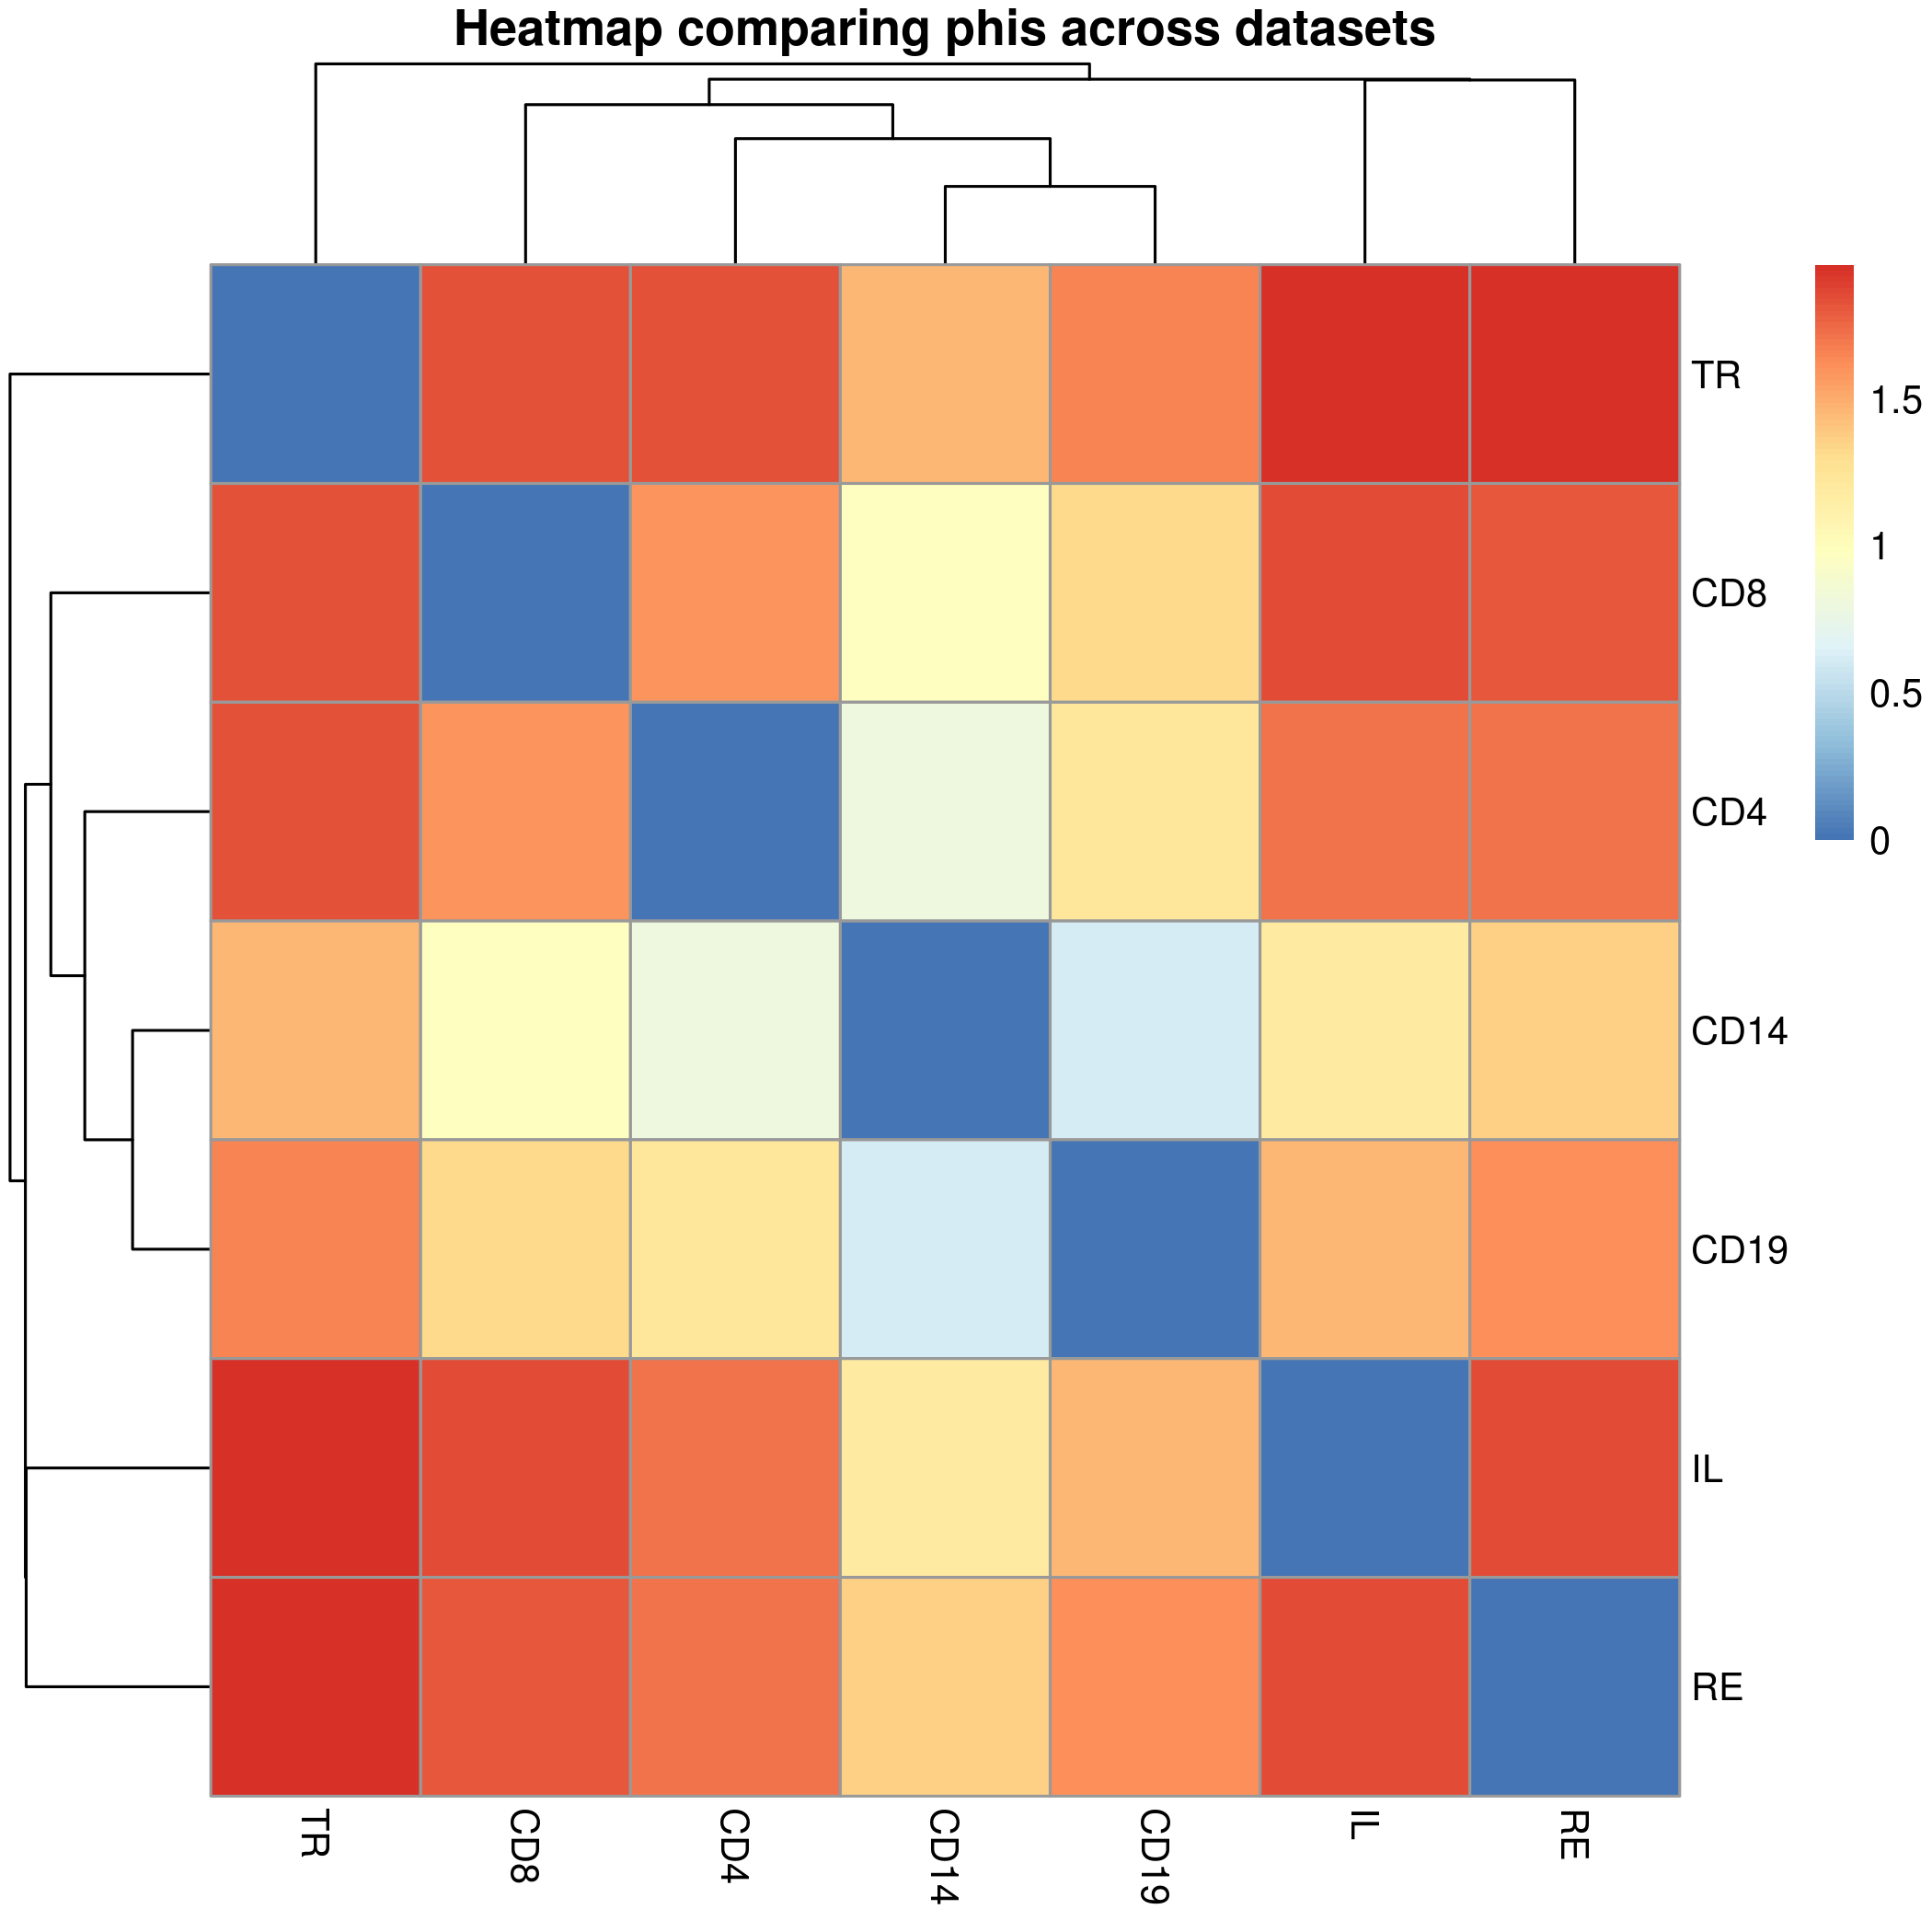 Heatmap comparing phis across datasets
TR
CD8
CD4
CD14
CD19
IL
RE
1.5
1
0.5
0
TR
CD8
CD4
CD14
CD19
IL
RE